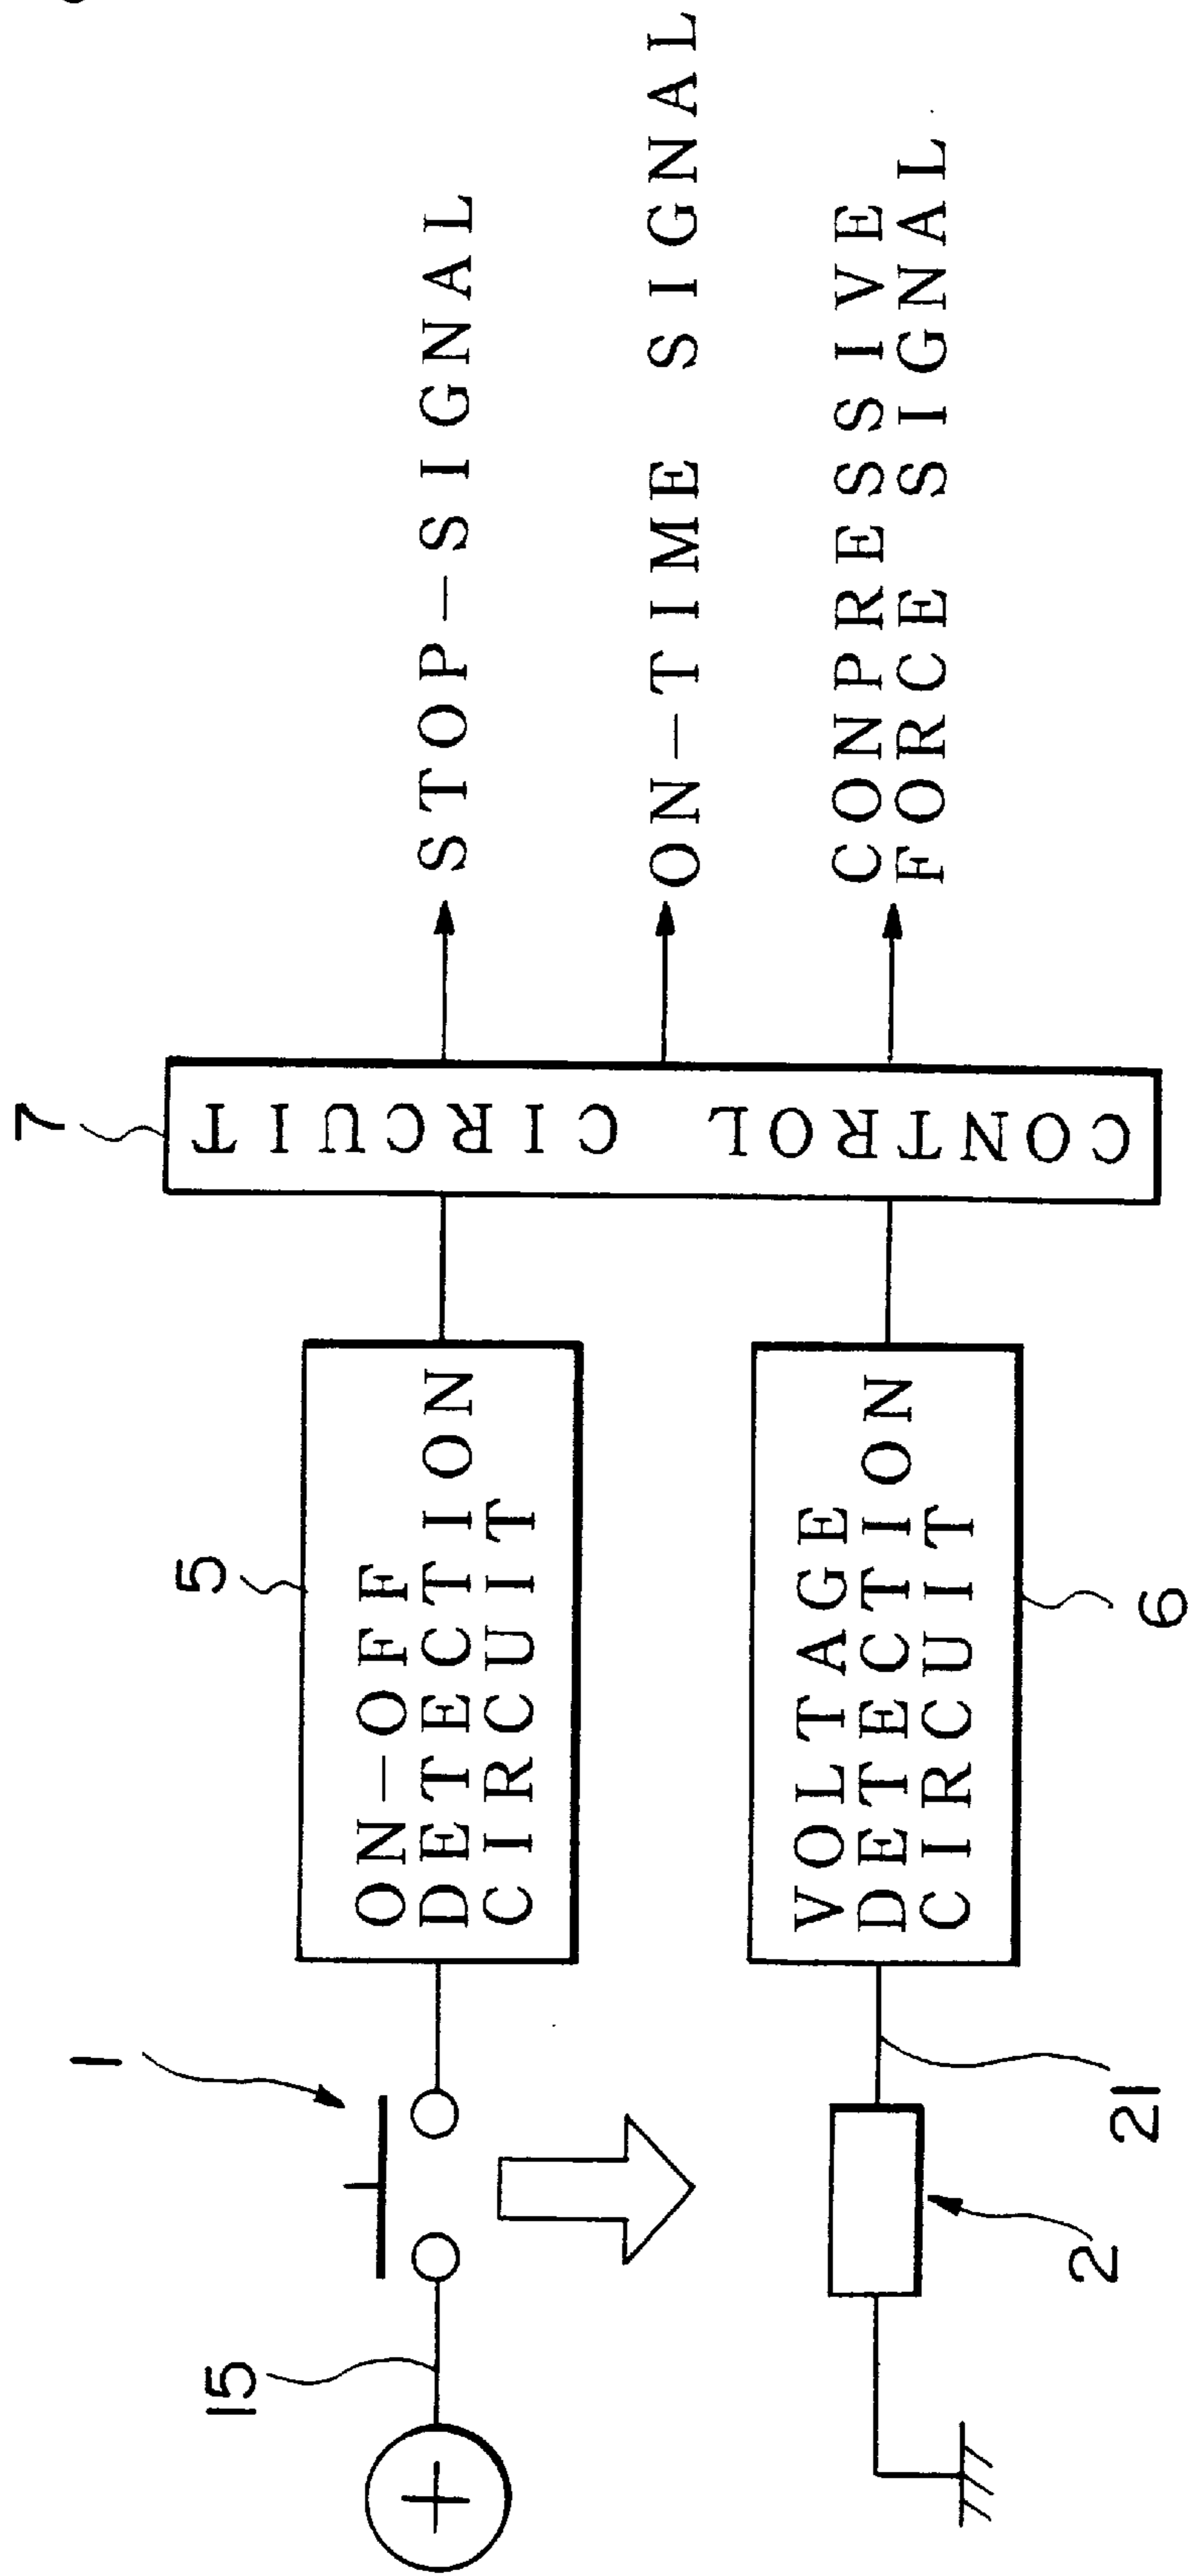 7
5
1
15
ON-OFF
DETECTION
CIRCUIT
CONTROL CIRCUIT
STOP-SIGNAL
ON-TIME SIGNAL
CONPRESSIVE
FORCE SIGNAL
VOLTAGE
DETECTION
CIRCUIT
6
21
2